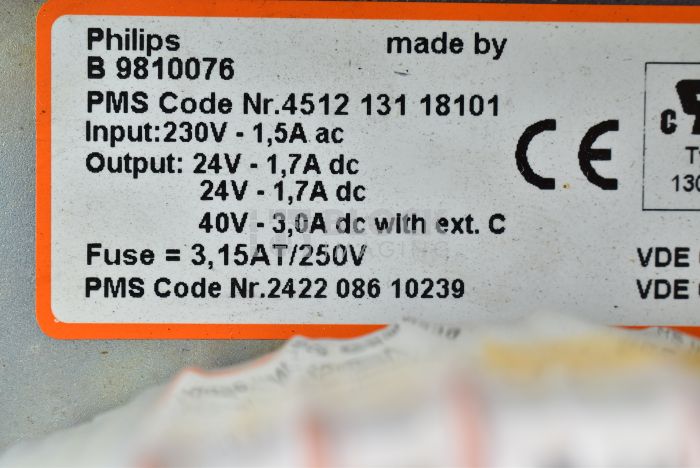 Philips made by
B 9810076
PMS Code Nr.4512 131 18101
Input:230V - 1,5A ac
Output: 24V - 1,7A dc
24V - 1,7A dc
40V - 3,0A dc with ext. C
Fuse = 3,15AT/250V
PMS Code Nr.2422 086 10239
CE
C
T
130
VDE
VDE